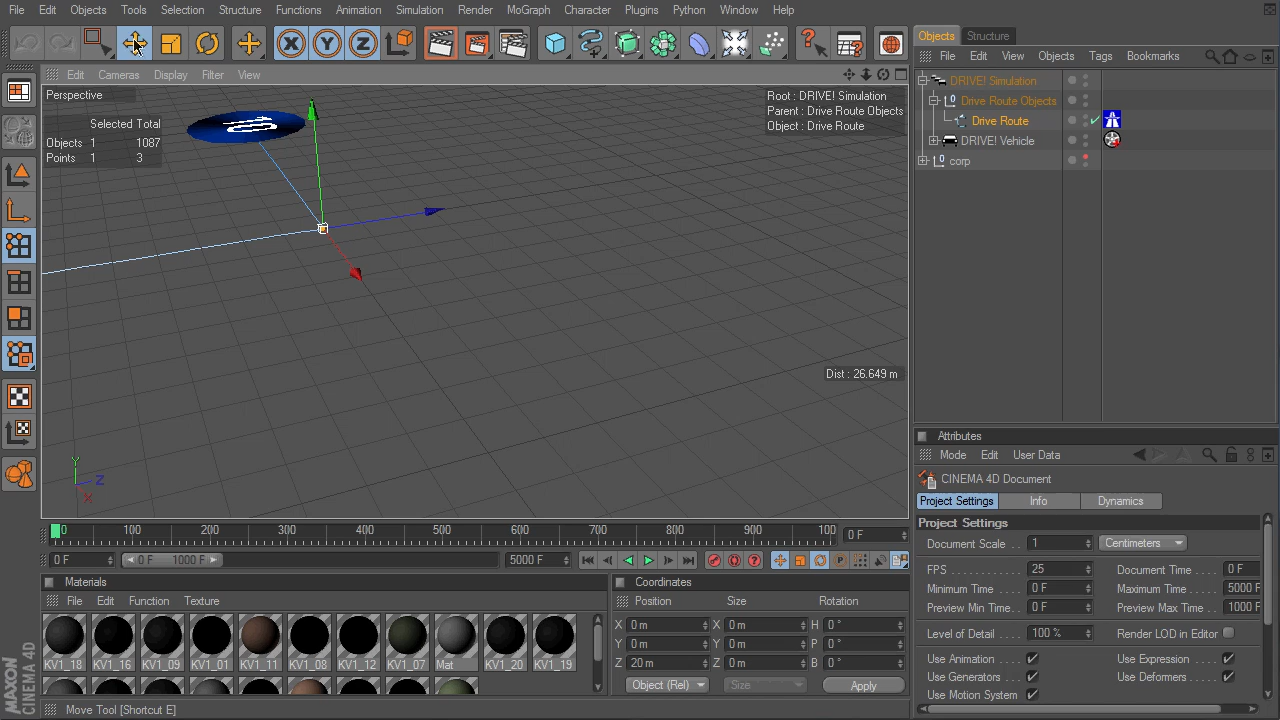 File Edit Objects Tools Selection Structure Functions Animation Simulation Render MoGraph Character Plugins Python Window Help
Objects Structure
File Edit View Objects Tags Bookmarks
DRIVE! Simulation
Drive Route Objects
Drive Route
DRIVE! Vehicle
corp
Edit Cameras Display Filter View
Perspective
Selected Total
Objects 1 1087
Points 1 3
Root : DRIVE! Simulation
Parent : Drive Route Objects
Object : Drive Route
Dist : 26.649 m
Y
Z
X
Attributes
Mode Edit User Data
CINEMA 4D Document
Project Settings Info Dynamics
Project Settings
Document Scale . . 1 Centimeters
FPS 25 Document Time 0 F
Minimum Time 0 F Maximum Time 5000 F
Preview Min Time 0 F Preview Max Time 1000 F
Level of Detail 100 % Render LOD in Editor
Use Animation Use Expression
Use Generators Use Deformers
Use Motion System
0 100 200 300 400 500 600 700 800 900 100 0 F
0 F 0 F 1000 F 5000 F
Materials
File Edit Function Texture
KV1_18 KV1_16 KV1_09 KV1_01 KV1_11 KV1_08 KV1_12 KV1_07 Mat KV1_20 KV1_19
Coordinates
Position Size Rotation
X 0 m X 0 m H 0 °
Y 0 m Y 0 m P 0 °
Z 20 m Z 0 m B 0 °
Object (Rel) Size Apply
MAXON
CINEMA 4D
Move Tool [Shortcut E]